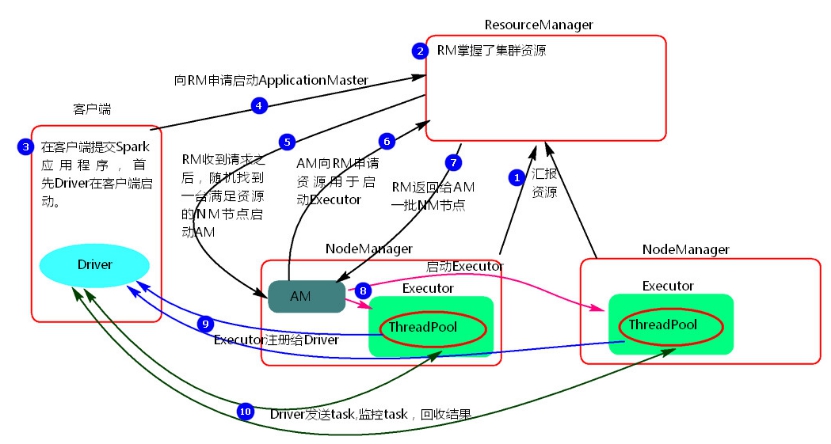 ResourceManager
2 RM掌握了集群资源
向RM申请启动ApplicationMaster
4
客户端
3 在客户端提交Spark
应用程序，首
先Driver在客户端启
动。
5
RM收到请求之
后，随机找到
一台满足资源
的NM节点启
动AM
6
AM向RM申请
资源用于启
动Executor
7
RM返回给AM
一批NM节点
1 汇报
资源
NodeManager
NodeManager
启动Executor
Driver
AM
8
Executor
ThreadPool
Executor
ThreadPool
9
Executor注册给Driver
10 Driver发送task,监控task，回收结果